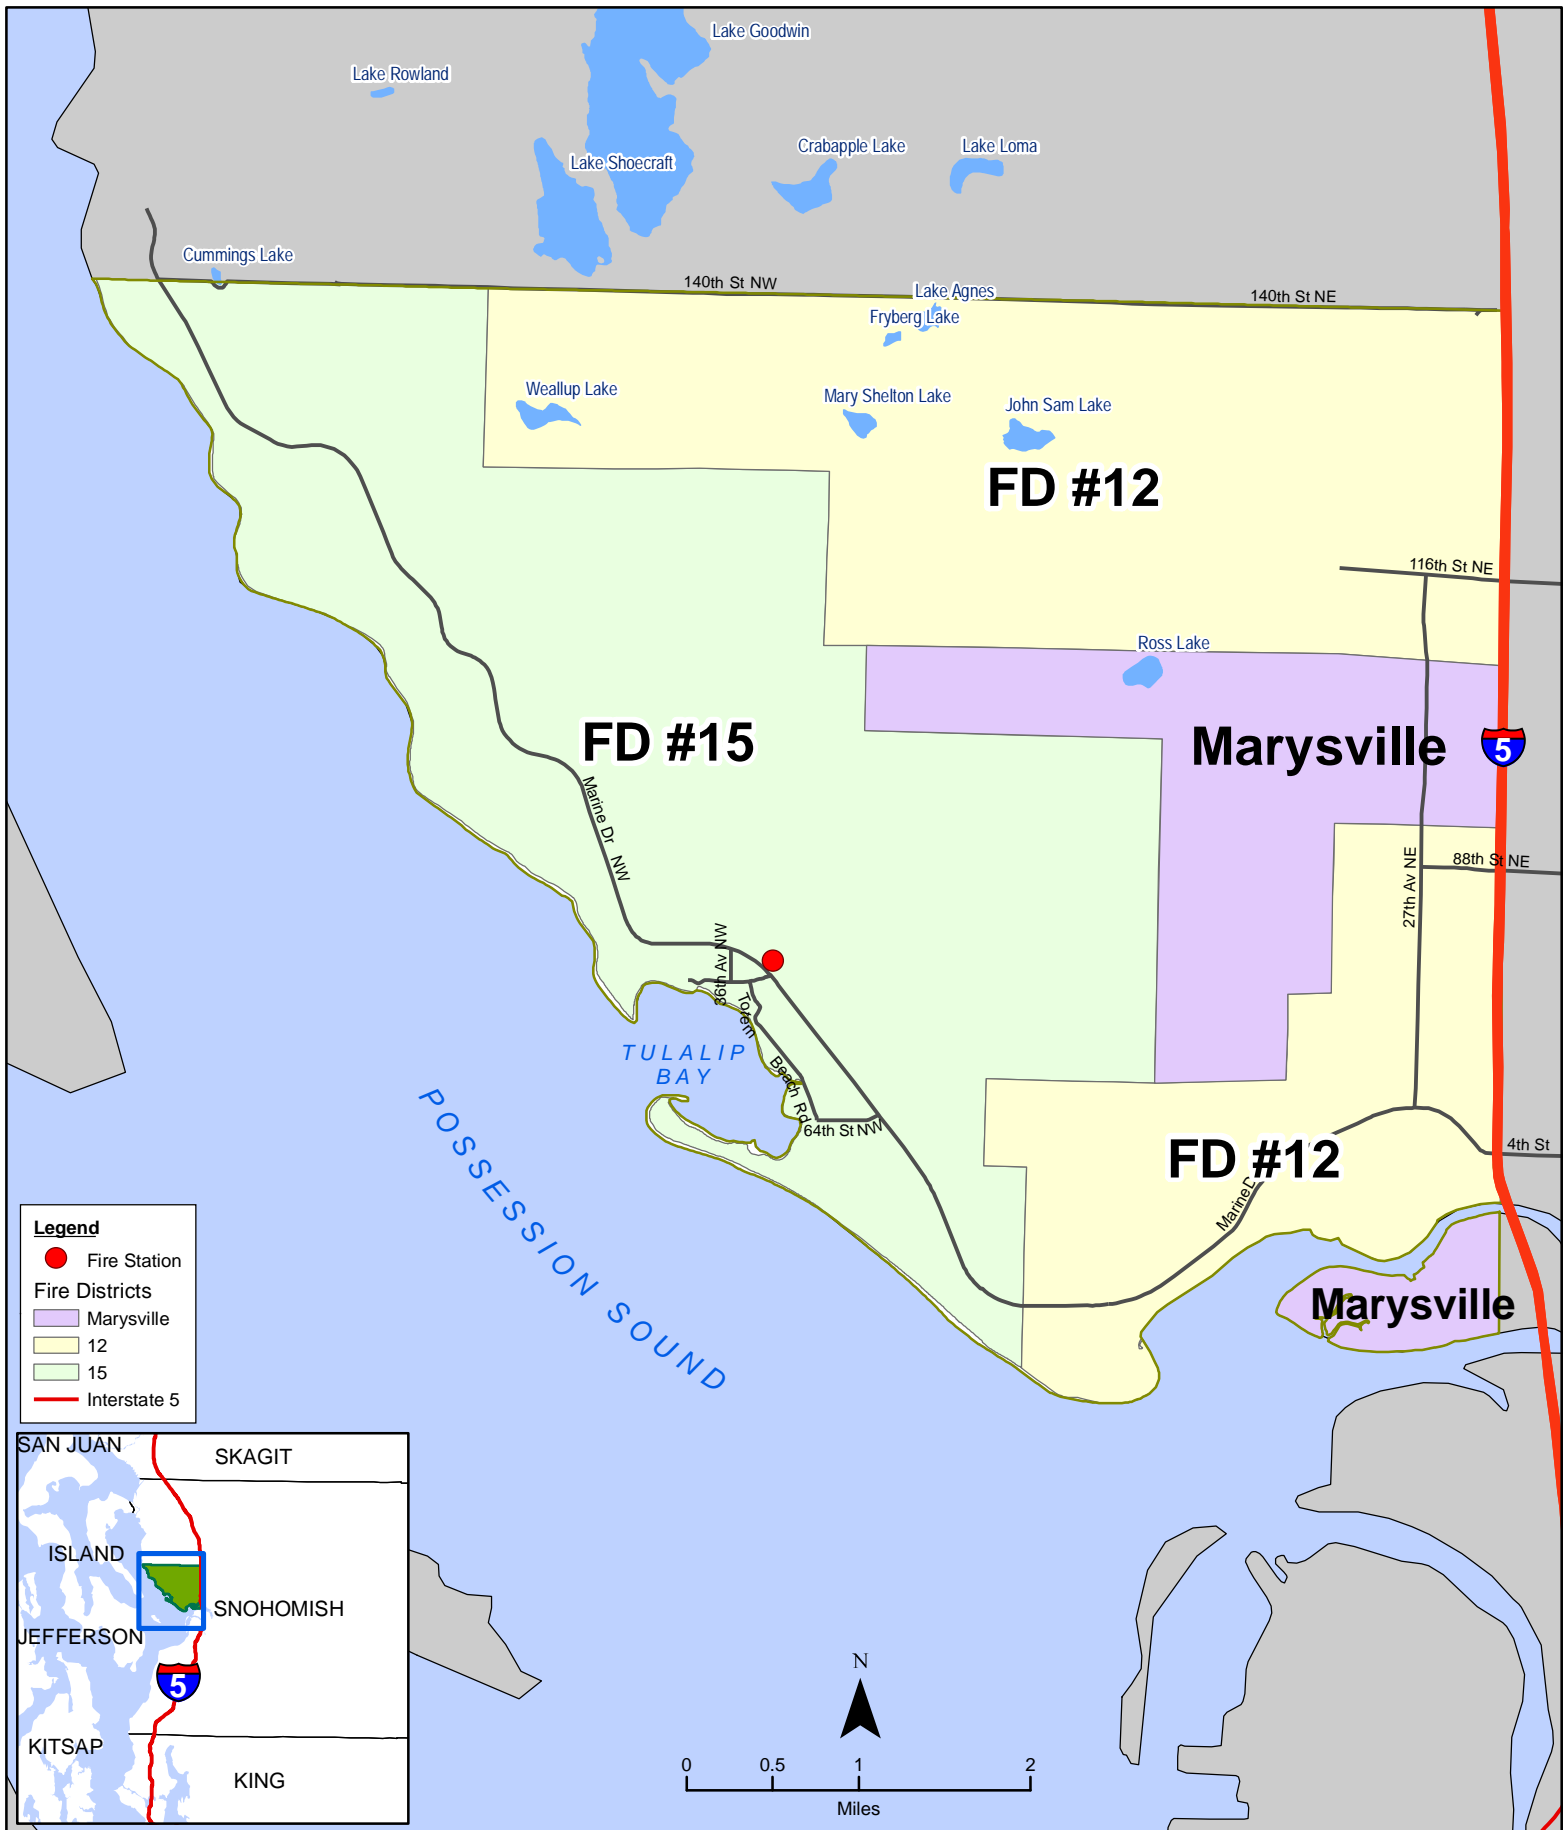 Lake Goodwin
Lake Rowland
Crabapple Lake
Lake Loma
Lake Shoecraft
Cummings Lake
140th St NW
Lake Agnes
140th St NE
Fryberg Lake
Weallup Lake
Mary Shelton Lake
John Sam Lake
FD #12
116th St NE
Ross Lake
FD #15
Marysville
5
Marine Dr NW
88th St NE
27th Av NE
36th Av NW
Totem
Beach Rd
TULALIP
BAY
64th St NW
4th St
FD #12
Marine D
POSSESSION SOUND
Marysville
Legend
Fire Station
Fire Districts
Marysville
12
15
Interstate 5
SAN JUAN
SKAGIT
ISLAND
SNOHOMISH
JEFFERSON
5
KITSAP
KING
N
0 0.5 1 2
Miles